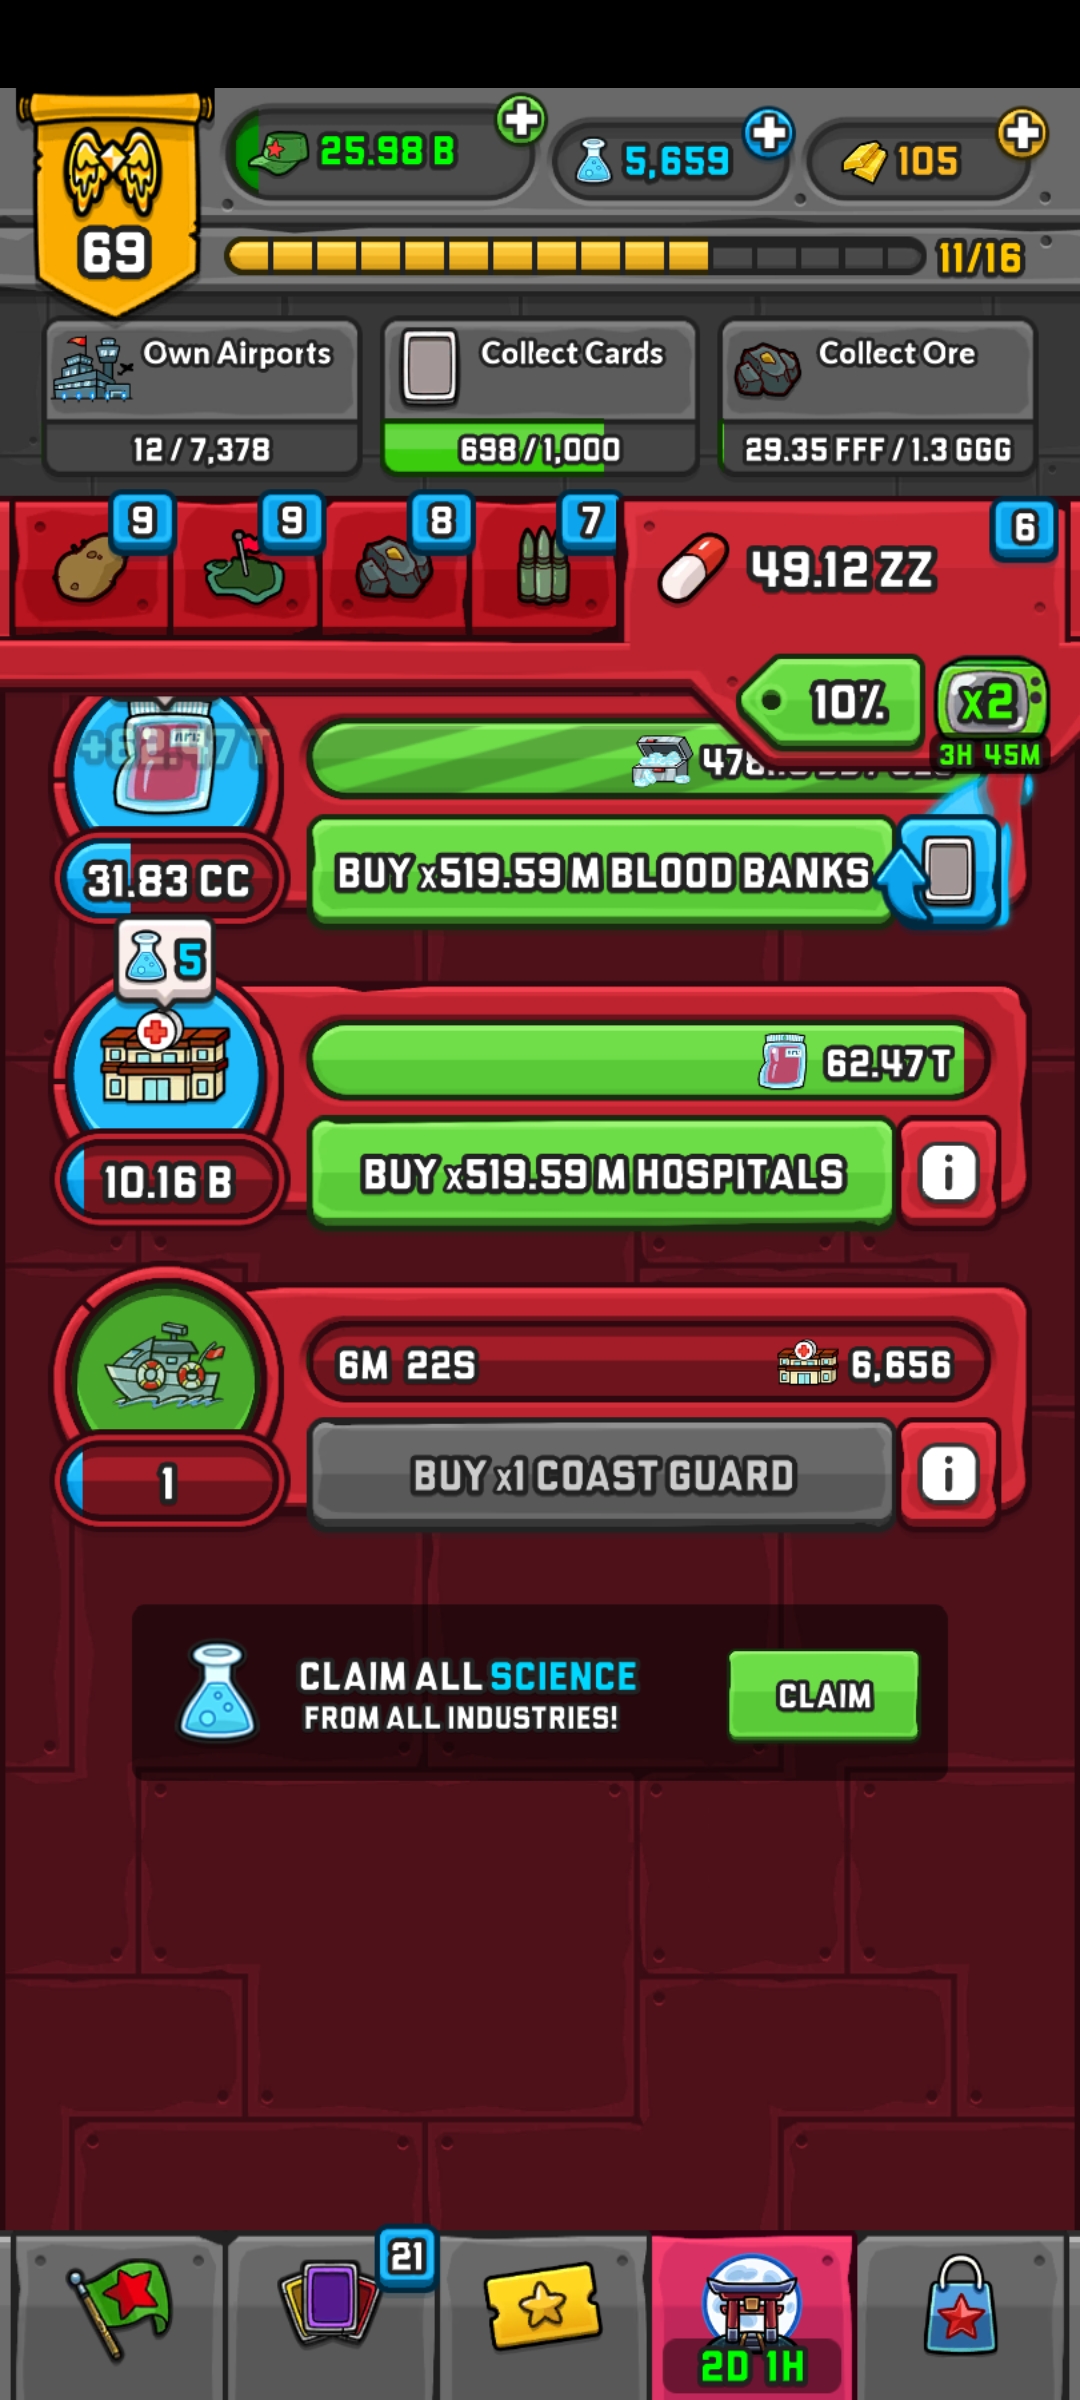 25.98 B
5,659
105
69
11/16
Own Airports
Collect Cards
Collect Ore
12 / 7,378
698 / 1,000
29.35 FFF / 1.3 GGG
9
9
8
7
6
49.12 ZZ
10%
x2
3H 45M
31.83 CC
BUY x519.59 M BLOOD BANKS
5
62.47 T
10.16 B
BUY x519.59 M HOSPITALS
i
6M 22S
6,656
1
BUY x1 COAST GUARD
i
CLAIM ALL SCIENCE
FROM ALL INDUSTRIES!
CLAIM
21
2D 1H